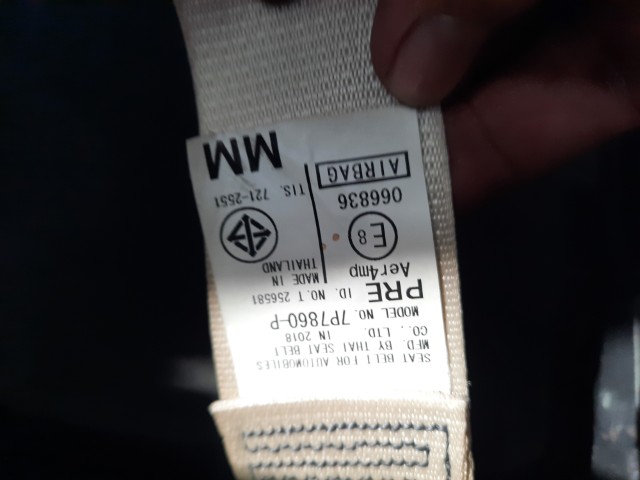 SEAT BELT FOR AUTOMOBILES
MFD. BY THAI SEAT BELT
CO., LTD. IN 2018
MODEL NO. 7P7860-P
PRE ID. NO. T 256581
Aer4mp
E8
066836
AIRBAG
MADE IN
THAILAND
TIS. 721-2551
MM